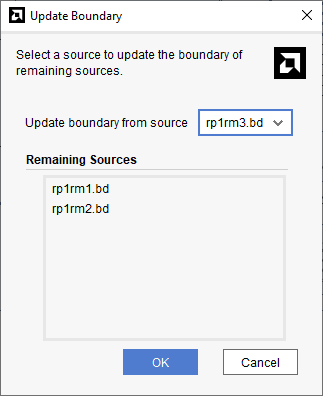 Update Boundary
Select a source to update the boundary of
remaining sources.
Update boundary from source rp1rm3.bd
Remaining Sources
rp1rm1.bd
rp1rm2.bd
OK Cancel